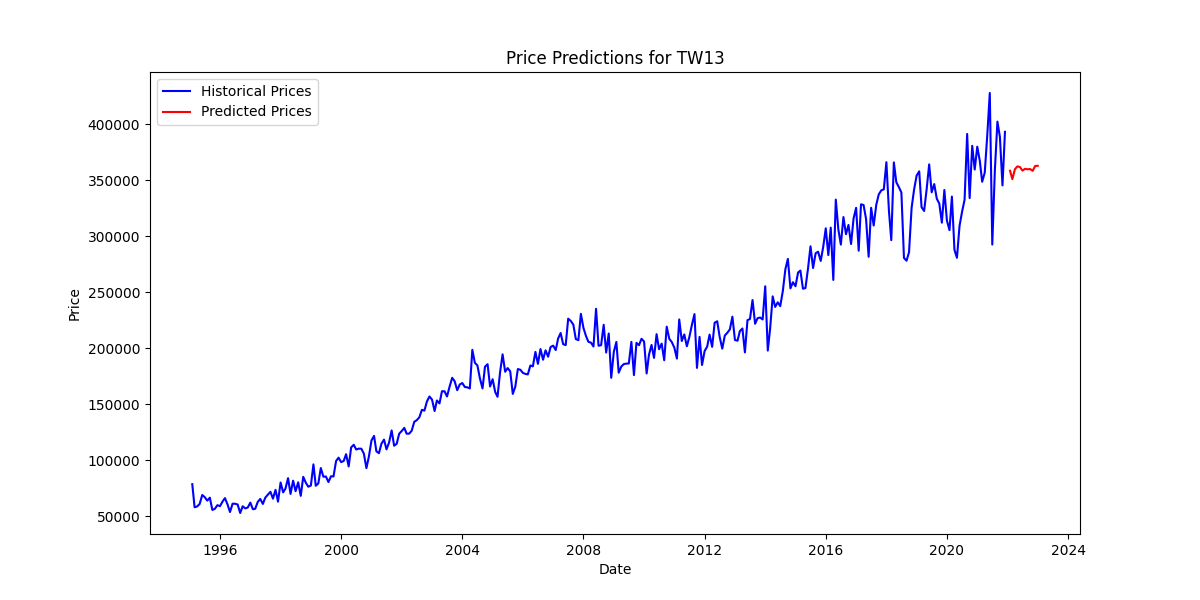 Price Predictions for TW13
Historical Prices
Predicted Prices
400000
350000
300000
250000
200000
150000
100000
50000
Price
1996 2000 2004 2008 2012 2016 2020 2024
Date